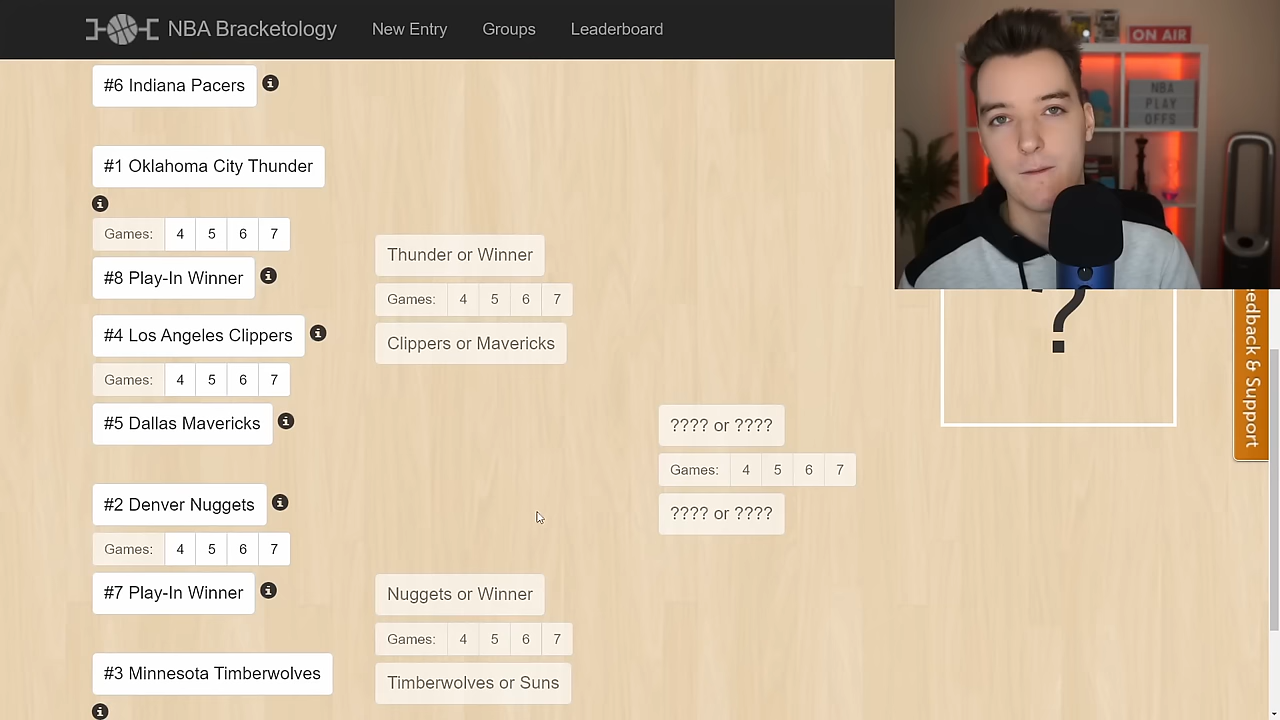 NBA Bracketology New Entry Groups Leaderboard
ON AIR
NBA
PLAY
OFFS
#6 Indiana Pacers
#1 Oklahoma City Thunder
Games: 4 5 6 7
#8 Play-In Winner
Thunder or Winner
Games: 4 5 6 7
#4 Los Angeles Clippers
Clippers or Mavericks
Games: 4 5 6 7
#5 Dallas Mavericks
???? or ????
Games: 4 5 6 7
???? or ????
#2 Denver Nuggets
Games: 4 5 6 7
#7 Play-In Winner
Nuggets or Winner
Games: 4 5 6 7
#3 Minnesota Timberwolves
Timberwolves or Suns
?
edback & Support